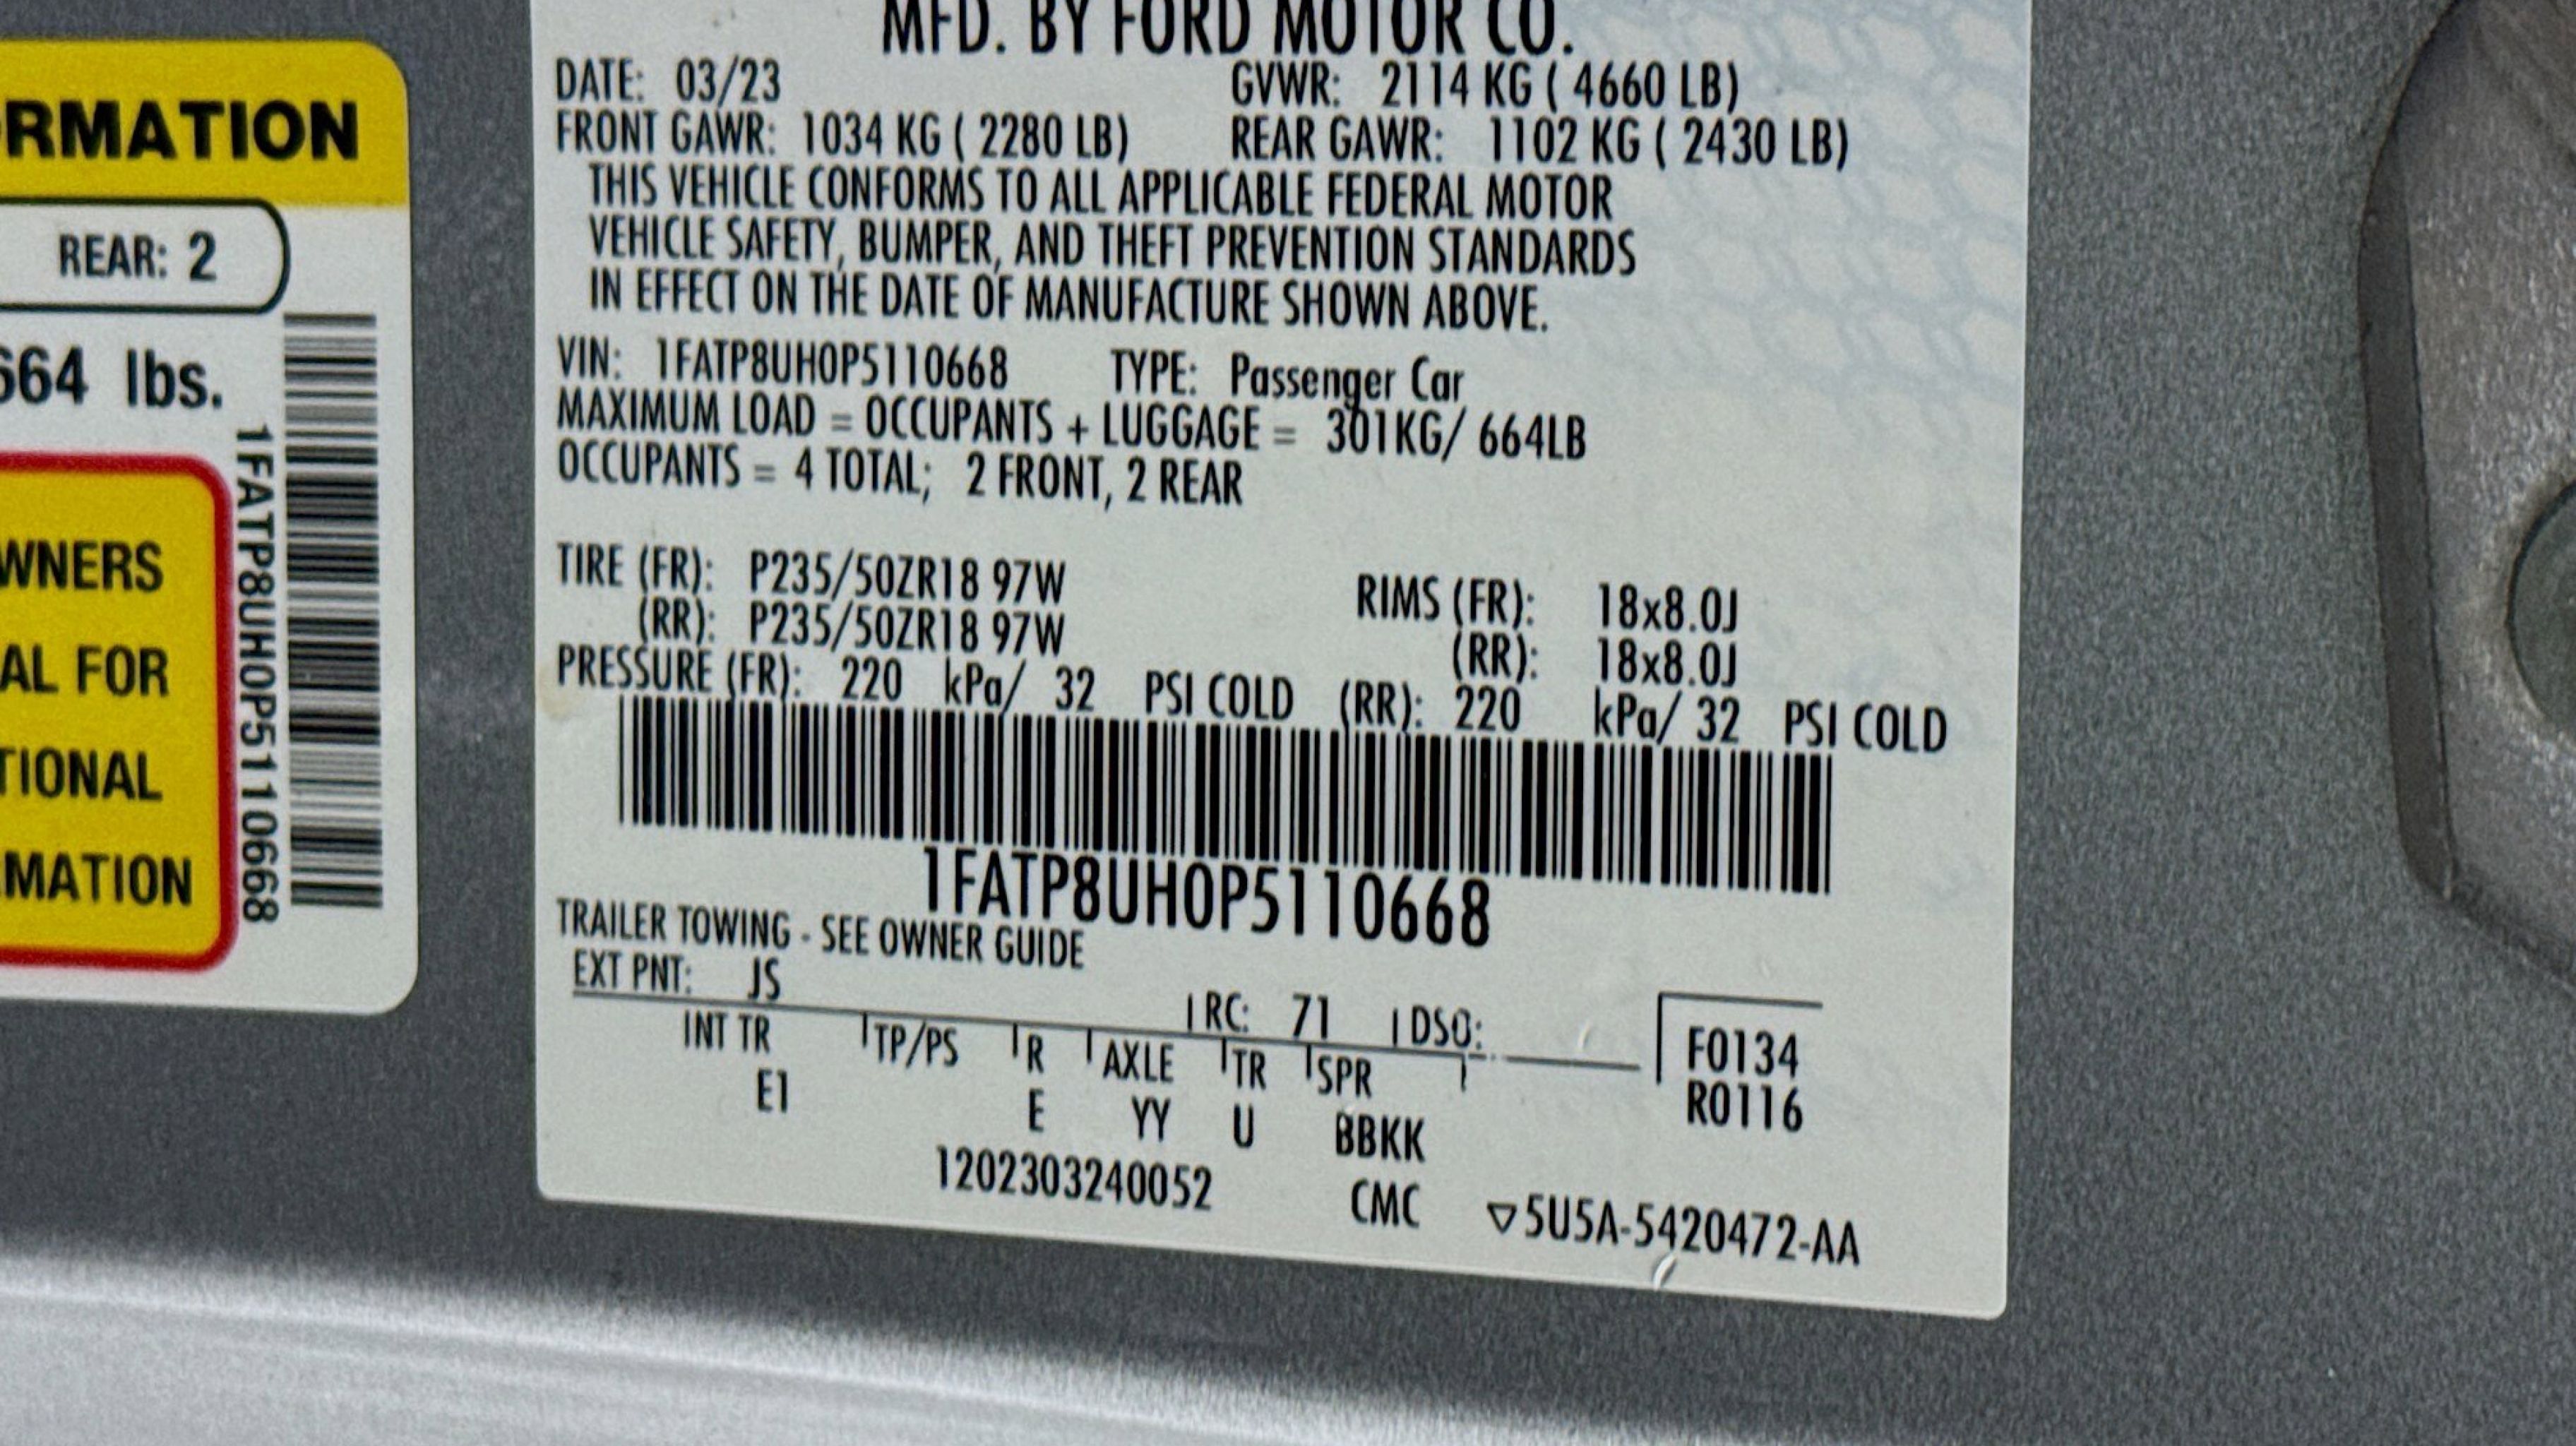 RMATION
REAR: 2
664 lbs.
WNERS
AL FOR
TIONAL
MATION
1FATP8UH0P5110668
MFD. BY FORD MOTOR CO.
DATE: 03/23 GVWR: 2114 KG ( 4660 LB)
FRONT GAWR: 1034 KG ( 2280 LB) REAR GAWR: 1102 KG ( 2430 LB)
THIS VEHICLE CONFORMS TO ALL APPLICABLE FEDERAL MOTOR
VEHICLE SAFETY, BUMPER, AND THEFT PREVENTION STANDARDS
IN EFFECT ON THE DATE OF MANUFACTURE SHOWN ABOVE.
VIN: 1FATP8UH0P5110668 TYPE: Passenger Car
MAXIMUM LOAD = OCCUPANTS + LUGGAGE = 301KG/ 664LB
OCCUPANTS = 4 TOTAL; 2 FRONT, 2 REAR
TIRE (FR): P235/50ZR18 97W RIMS (FR): 18x8.0J
(RR): P235/50ZR18 97W (RR): 18x8.0J
PRESSURE (FR): 220 kPa/ 32 PSI COLD (RR): 220 kPa/ 32 PSI COLD
1FATP8UH0P5110668
TRAILER TOWING - SEE OWNER GUIDE
EXT PNT: JS RC: 71 DSO:
INT TR TP/PS R AXLE TR SPR F0134
E1 E YY U BBKK R0116
1202303240052 CMC ▽5U5A-5420472-AA